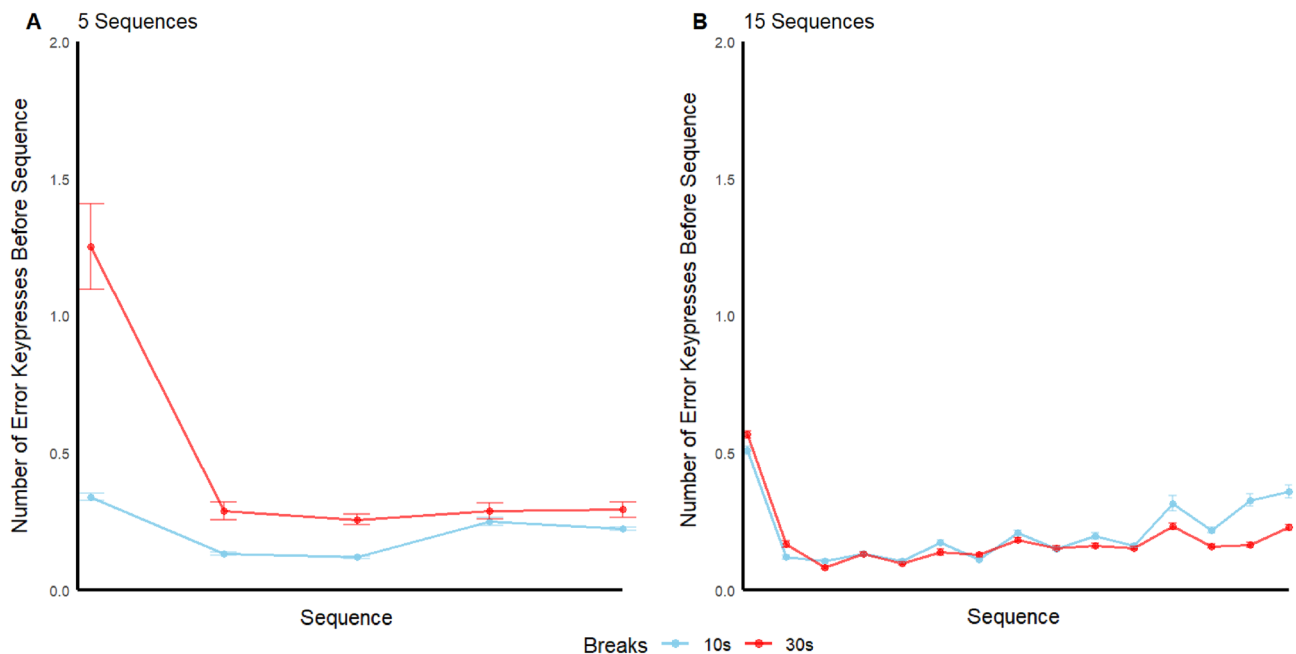 A 5 Sequences
2.0
1.5
1.0
0.5
0.0
Number of Error Keypresses Before Sequence
Sequence
B 15 Sequences
2.0
1.5
1.0
0.5
0.0
Number of Error Keypresses Before Sequence
Sequence
Breaks 10s 30s